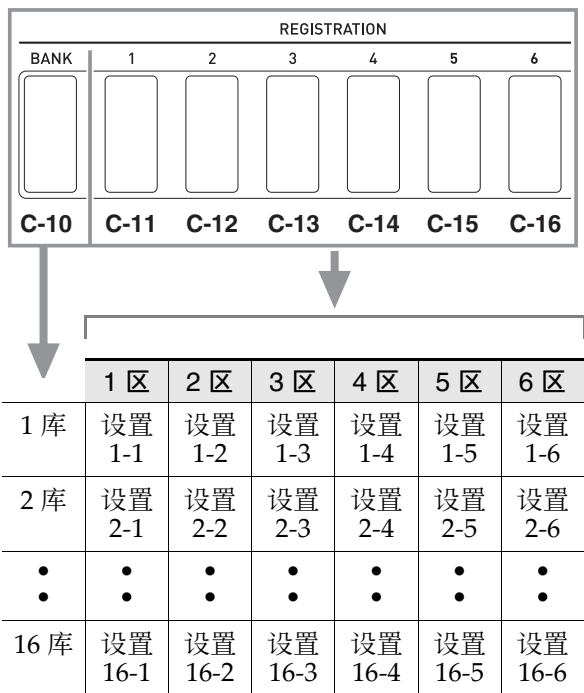 REGISTRATION
BANK 1 2 3 4 5 6
C-10 C-11 C-12 C-13 C-14 C-15 C-16
1 区 2 区 3 区 4 区 5 区 6 区
1 库 设置 1-1 设置 1-2 设置 1-3 设置 1-4 设置 1-5 设置 1-6
2 库 设置 2-1 设置 2-2 设置 2-3 设置 2-4 设置 2-5 设置 2-6
16 库 设置 16-1 设置 16-2 设置 16-3 设置 16-4 设置 16-5 设置 16-6